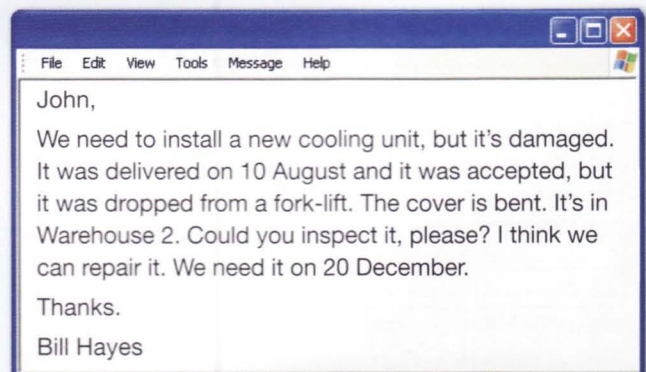 File Edit View Tools Message Help
John,
We need to install a new cooling unit, but it's damaged.
It was delivered on 10 August and it was accepted, but
it was dropped from a fork-lift. The cover is bent. It's in
Warehouse 2. Could you inspect it, please? I think we
can repair it. We need it on 20 December.
Thanks.
Bill Hayes